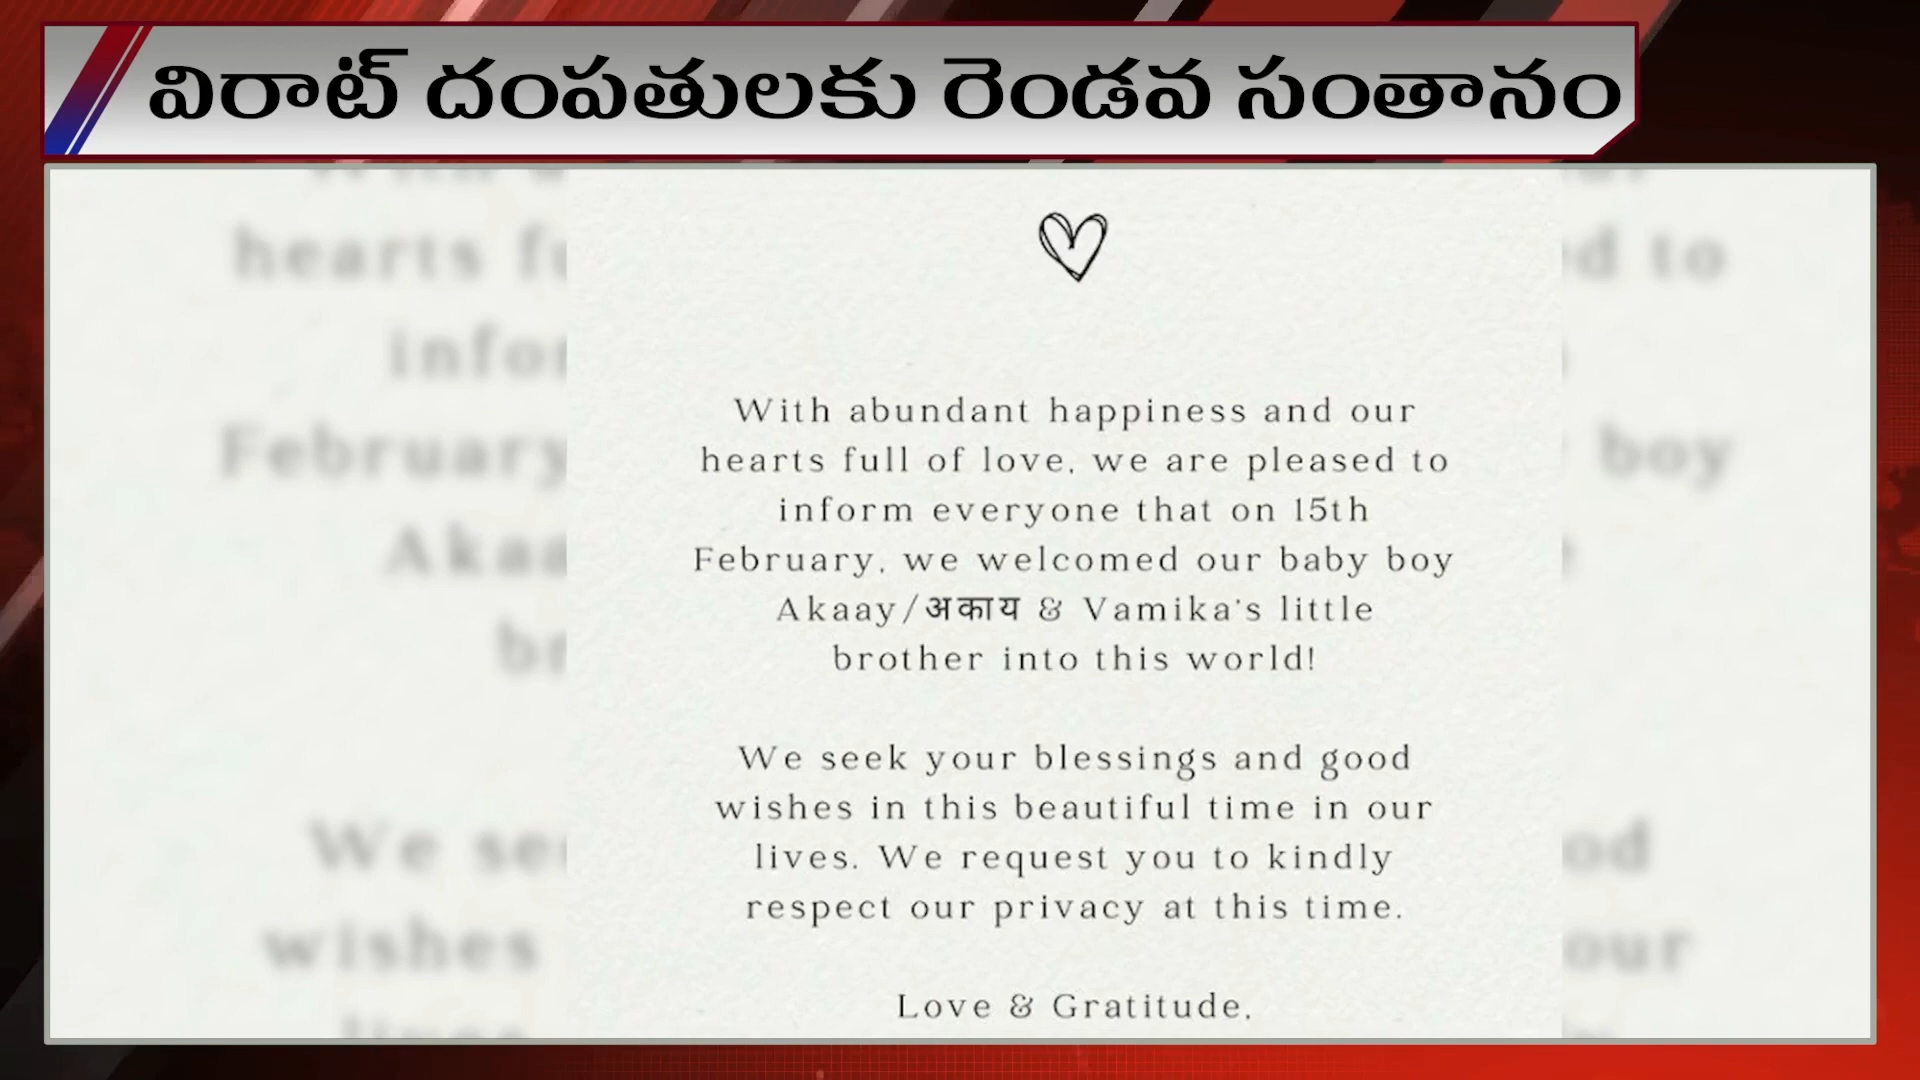 విరాట్ దంపతులకు రెండవ సంతానం
With abundant happiness and our
hearts full of love, we are pleased to
inform everyone that on 15th
February, we welcomed our baby boy
Akaay/अकाय & Vamika's little
brother into this world!
We seek your blessings and good
wishes in this beautiful time in our
lives. We request you to kindly
respect our privacy at this time.
Love & Gratitude,